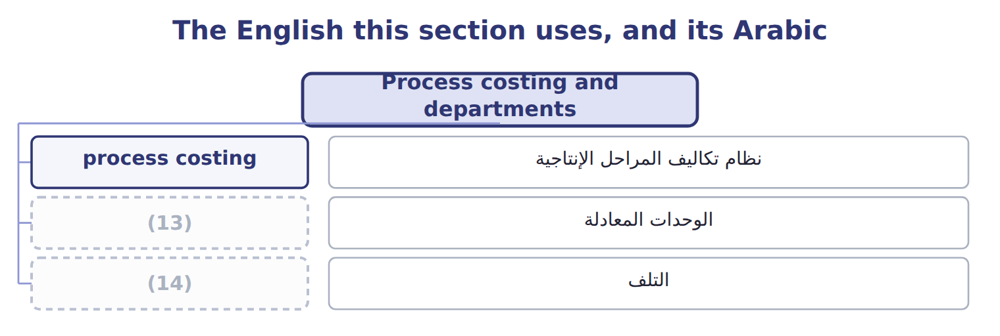 The English this section uses, and its Arabic
Process costing and
departments
process costing
نظام تكاليف المراحل الإنتاجية
(13)
الوحدات المعادلة
(14)
التلف